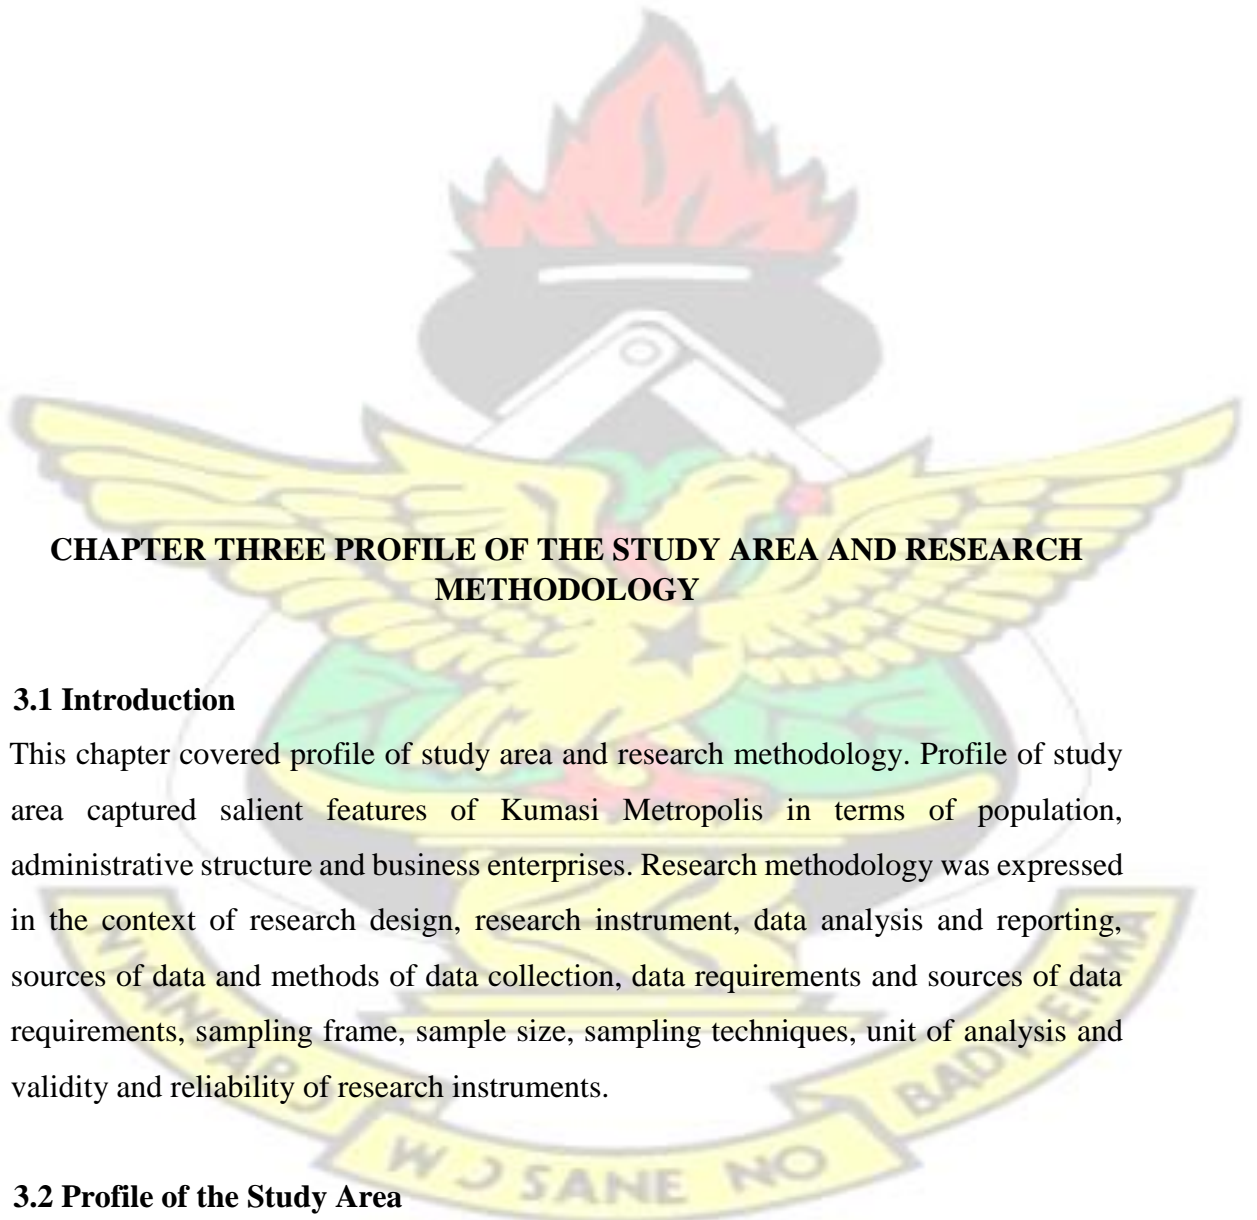 CHAPTER THREE PROFILE OF THE STUDY AREA AND RESEARCH
METHODOLOGY
3.1 Introduction
This chapter covered profile of study area and research methodology. Profile of study
area captured salient features of Kumasi Metropolis in terms of population,
administrative structure and business enterprises. Research methodology was expressed
in the context of research design, research instrument, data analysis and reporting,
sources of data and methods of data collection, data requirements and sources of data
requirements, sampling frame, sample size, sampling techniques, unit of analysis and
validity and reliability of research instruments.
3.2 Profile of the Study Area
W Ɔ SANE NO